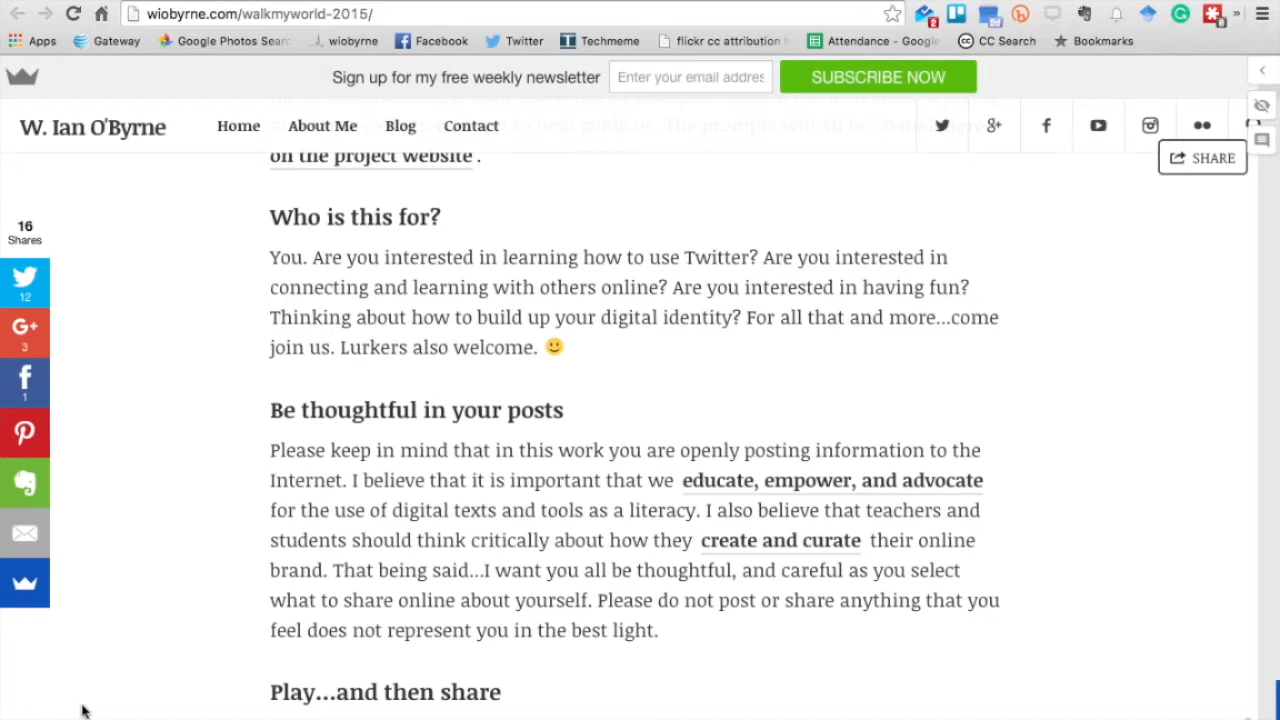 wiobyrne.com/walkmyworld-2015/
Apps Gateway Google Photos Sear wiobyrne Facebook Twitter Techmeme flickr cc attribution Attendance - Google CC Search Bookmarks
Sign up for my free weekly newsletter Enter your email addres SUBSCRIBE NOW
W. Ian O'Byrne Home About Me Blog Contact
on the project website .
SHARE
Who is this for?
16
Shares
You. Are you interested in learning how to use Twitter? Are you interested in
connecting and learning with others online? Are you interested in having fun?
12
Thinking about how to build up your digital identity? For all that and more...come
G+
3
join us. Lurkers also welcome.
1
Be thoughtful in your posts
Please keep in mind that in this work you are openly posting information to the
Internet. I believe that it is important that we educate, empower, and advocate
for the use of digital texts and tools as a literacy. I also believe that teachers and
students should think critically about how they create and curate their online
brand. That being said...I want you all be thoughtful, and careful as you select
what to share online about yourself. Please do not post or share anything that you
feel does not represent you in the best light.
Play...and then share